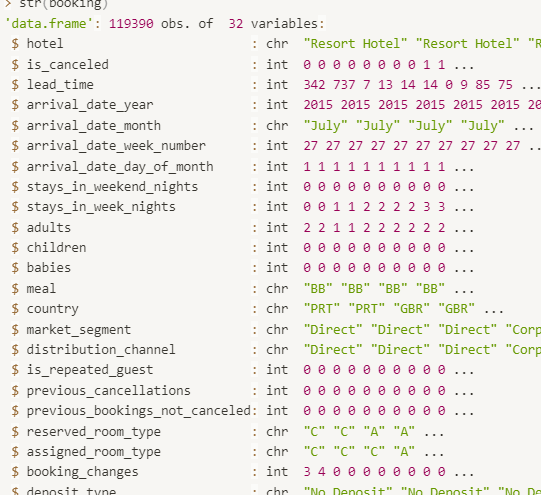 > str(booking)
'data.frame': 119390 obs. of  32 variables:
 $ hotel                         : chr  "Resort Hotel" "Resort Hotel" "R
 $ is_canceled                   : int  0 0 0 0 0 0 0 0 1 1 ...
 $ lead_time                     : int  342 737 7 13 14 14 0 9 85 75 ...
 $ arrival_date_year             : int  2015 2015 2015 2015 2015 2015 20
 $ arrival_date_month            : chr  "July" "July" "July" "July" ...
 $ arrival_date_week_number      : int  27 27 27 27 27 27 27 27 27 27 ..
 $ arrival_date_day_of_month     : int  1 1 1 1 1 1 1 1 1 1 ...
 $ stays_in_weekend_nights       : int  0 0 0 0 0 0 0 0 0 0 ...
 $ stays_in_week_nights          : int  0 0 1 1 2 2 2 2 3 3 ...
 $ adults                        : int  2 2 1 1 2 2 2 2 2 2 ...
 $ children                      : int  0 0 0 0 0 0 0 0 0 0 ...
 $ babies                        : int  0 0 0 0 0 0 0 0 0 0 ...
 $ meal                          : chr  "BB" "BB" "BB" "BB" ...
 $ country                       : chr  "PRT" "PRT" "GBR" "GBR" ...
 $ market_segment                : chr  "Direct" "Direct" "Direct" "Corp
 $ distribution_channel          : chr  "Direct" "Direct" "Direct" "Corp
 $ is_repeated_guest             : int  0 0 0 0 0 0 0 0 0 0 ...
 $ previous_cancellations        : int  0 0 0 0 0 0 0 0 0 0 ...
 $ previous_bookings_not_canceled: int  0 0 0 0 0 0 0 0 0 0 ...
 $ reserved_room_type            : chr  "C" "C" "A" "A" ...
 $ assigned_room_type            : chr  "C" "C" "C" "A" ...
 $ booking_changes               : int  3 4 0 0 0 0 0 0 0 0 ...
 $ deposit_type                  : chr  "No Deposit" "No Deposit" "No De